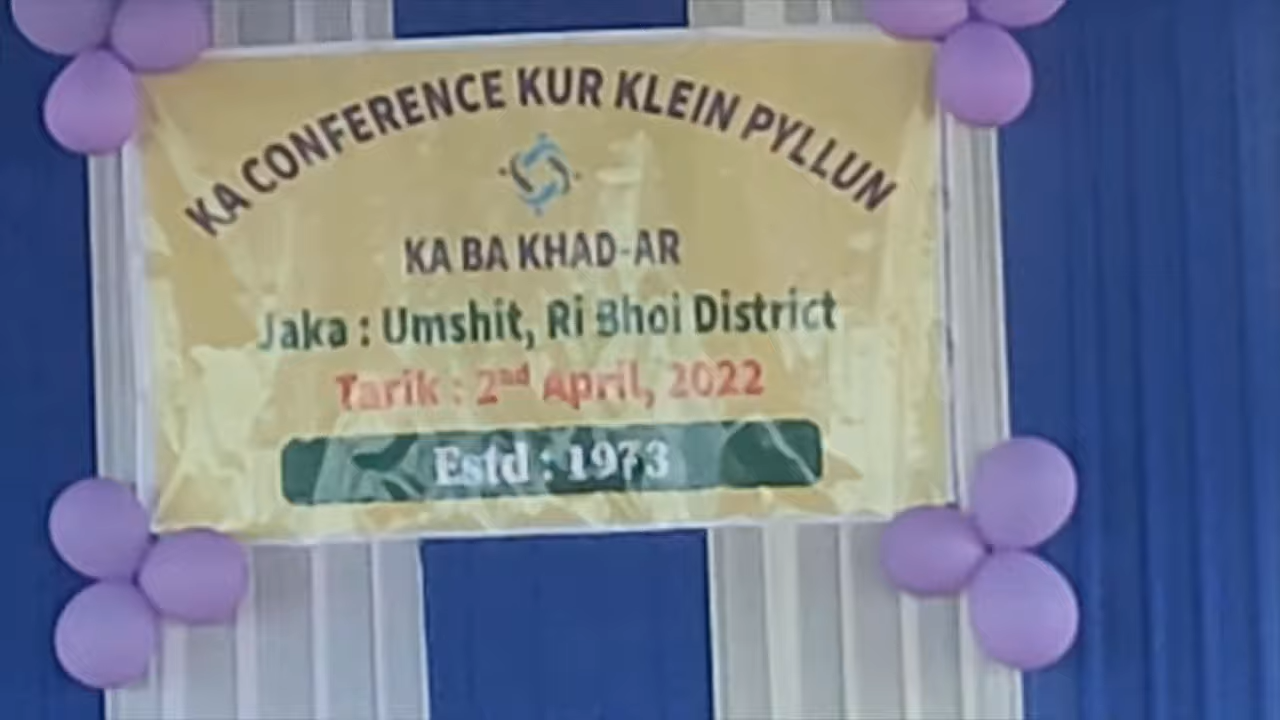 KA CONFERENCE KUR KLEIN PYLLUN
KA BA KHAD-AR
Jaka : Umshit, Ri Bhoi District
Tarik : 2nd April, 2022
Estd : 1973